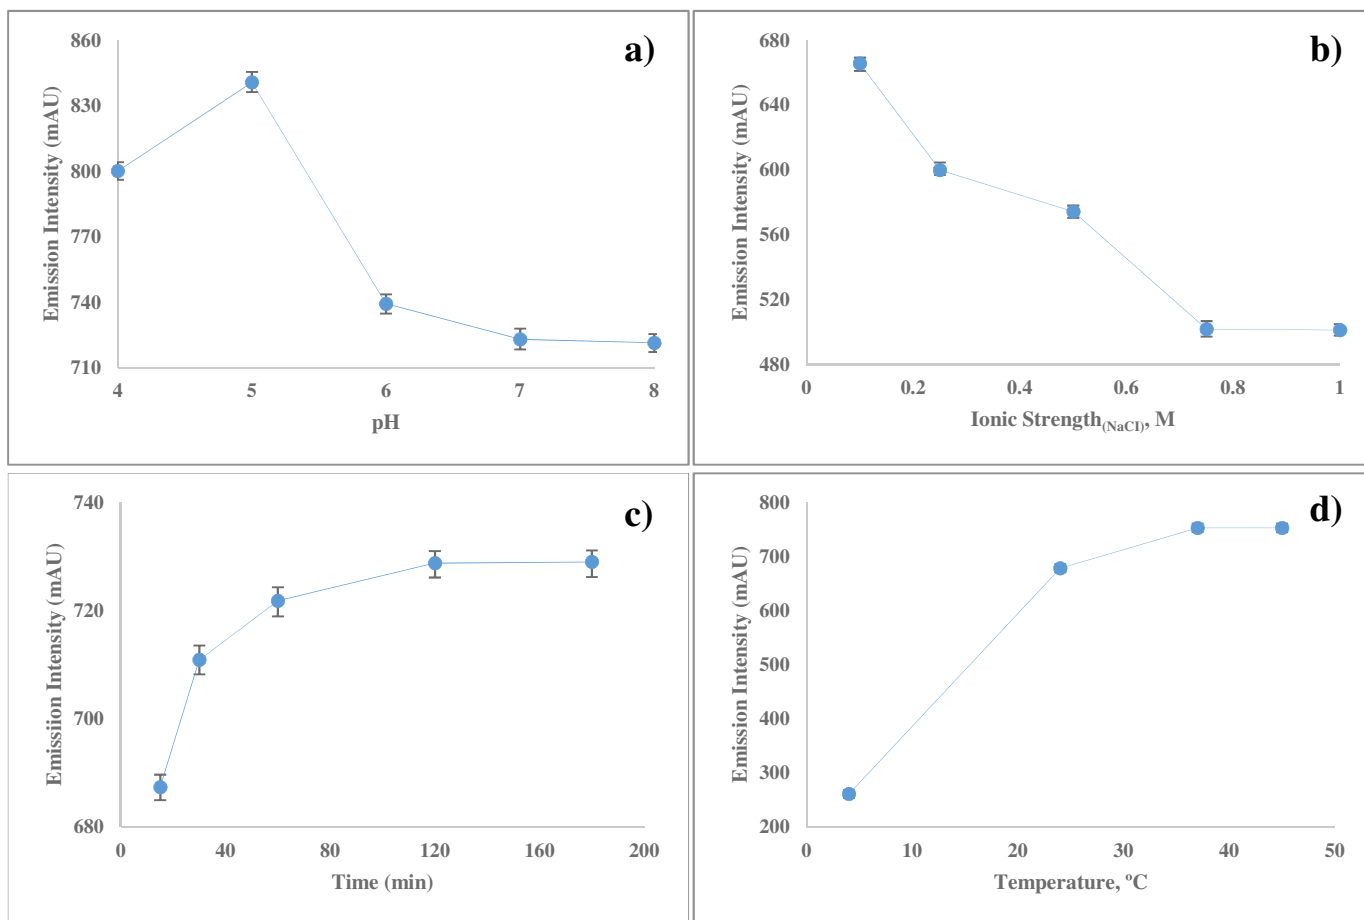 a)
Emission Intensity (mAU)
860
830
800
770
740
710
4 5 6 7 8
pH
b)
Emission Intensity (mAU)
680
640
600
560
520
480
0 0.2 0.4 0.6 0.8 1
Ionic Strength(NaCl), M
c)
Emissiion Intensity (mAU)
740
720
700
680
0 40 80 120 160 200
Time (min)
d)
Emission Intensity (mAU)
800
700
600
500
400
300
200
0 10 20 30 40 50
Temperature, ºC